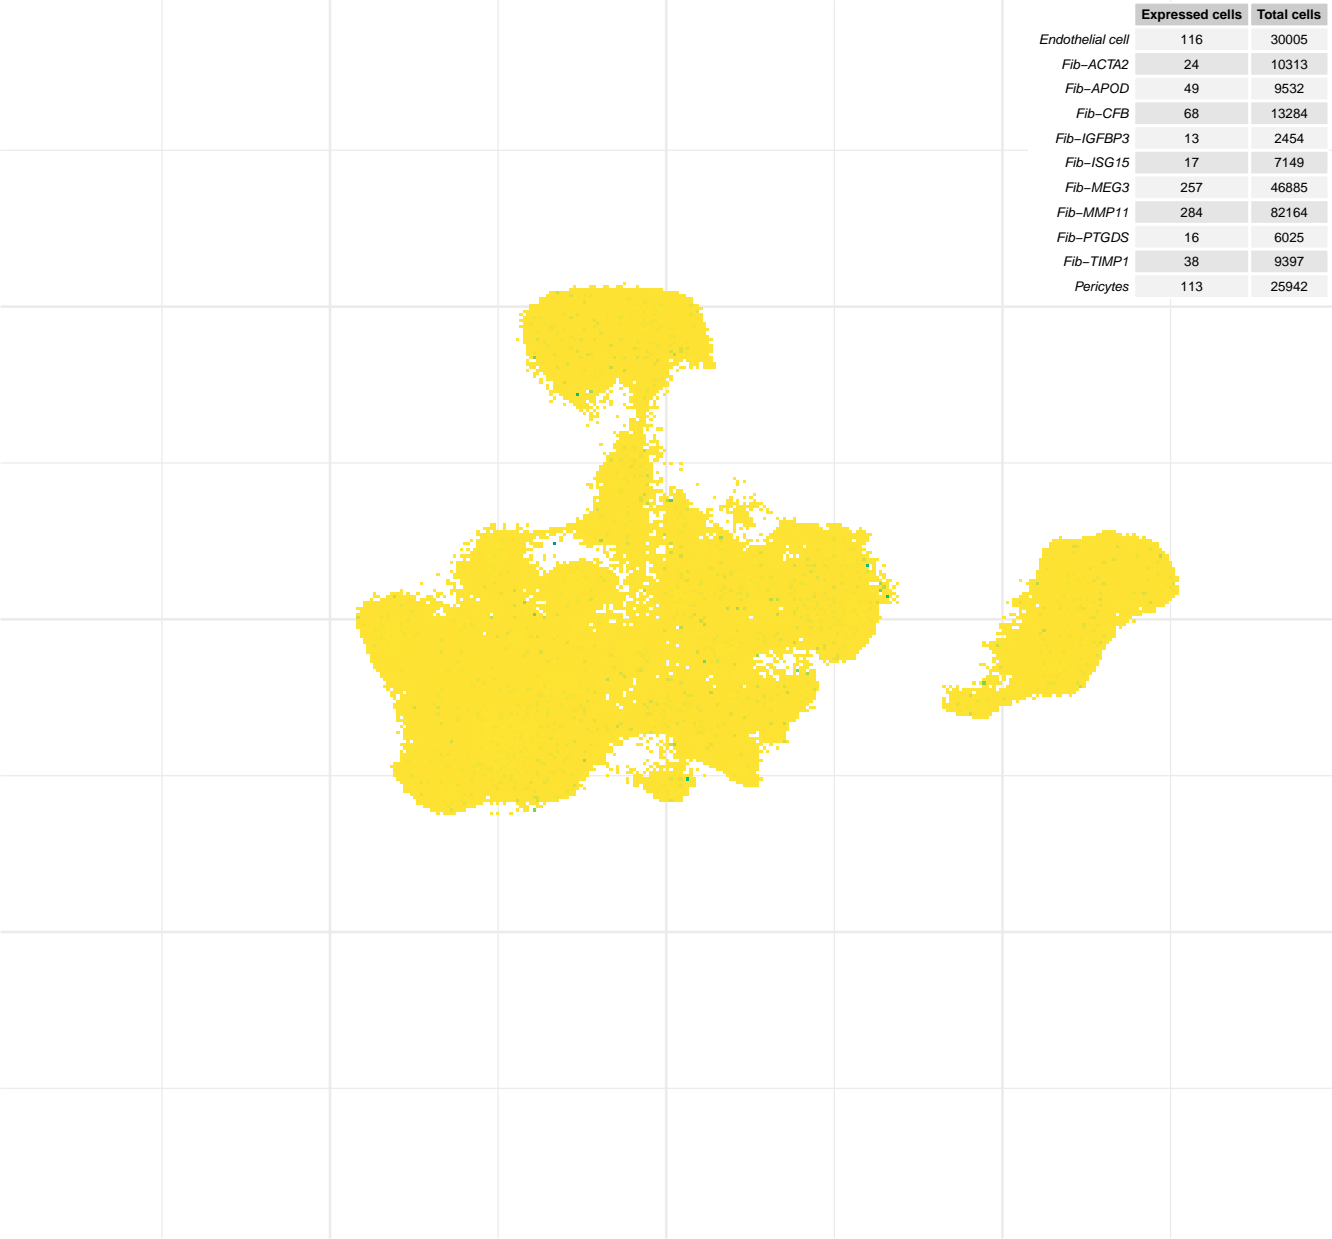 Expressed cells Total cells
Endothelial cell 116 30005
Fib−ACTA2 24 10313
Fib−APOD 49 9532
Fib−CFB 68 13284
Fib−IGFBP3 13 2454
Fib−ISG15 17 7149
Fib−MEG3 257 46885
Fib−MMP11 284 82164
Fib−PTGDS 16 6025
Fib−TIMP1 38 9397
Pericytes 113 25942